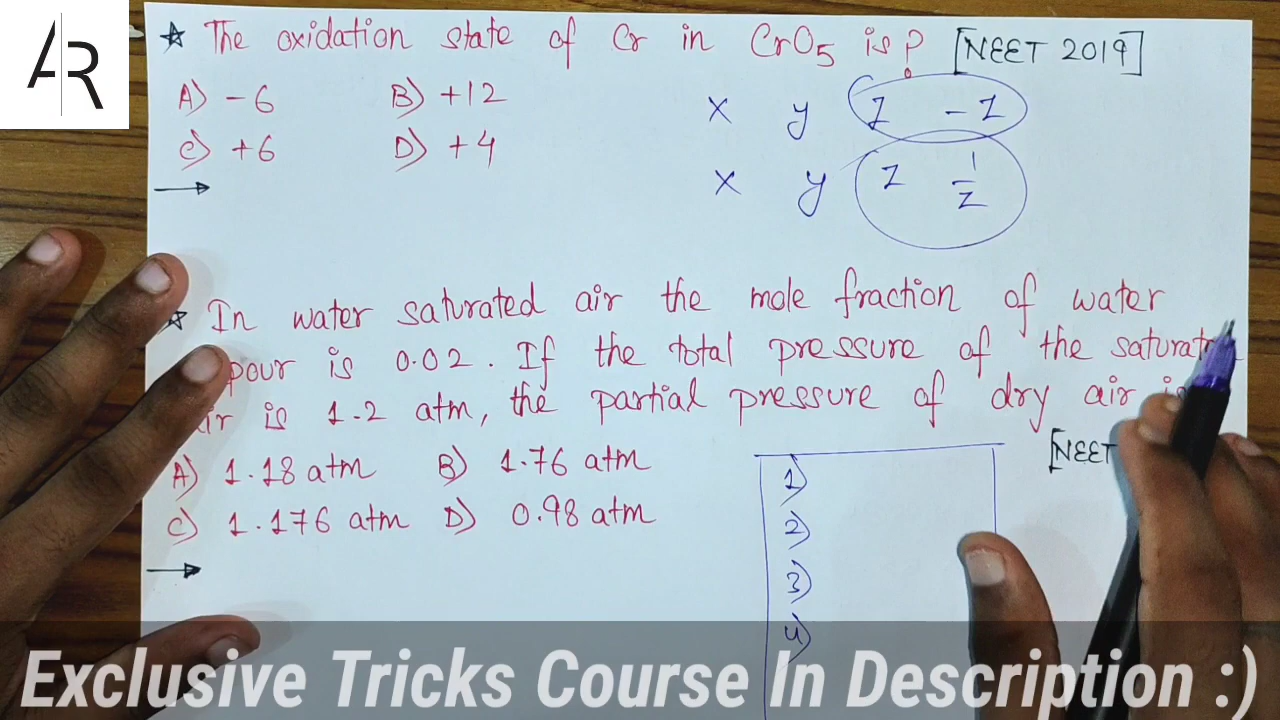 AR
★ The oxidation state of Cr in CrO5 is? [NEET 2019]
A) -6 B) +12
C) +6 D) +4
x y z -z
x y z 1/z
★ In water saturated air the mole fraction of water
pour is 0.02. If the total pressure of the saturat
ir is 1.2 atm, the partial pressure of dry air is
[NEET
A) 1.18 atm B) 1.76 atm
C) 1.176 atm D) 0.98 atm
1)
2)
3)
4)
Exclusive Tricks Course In Description :)